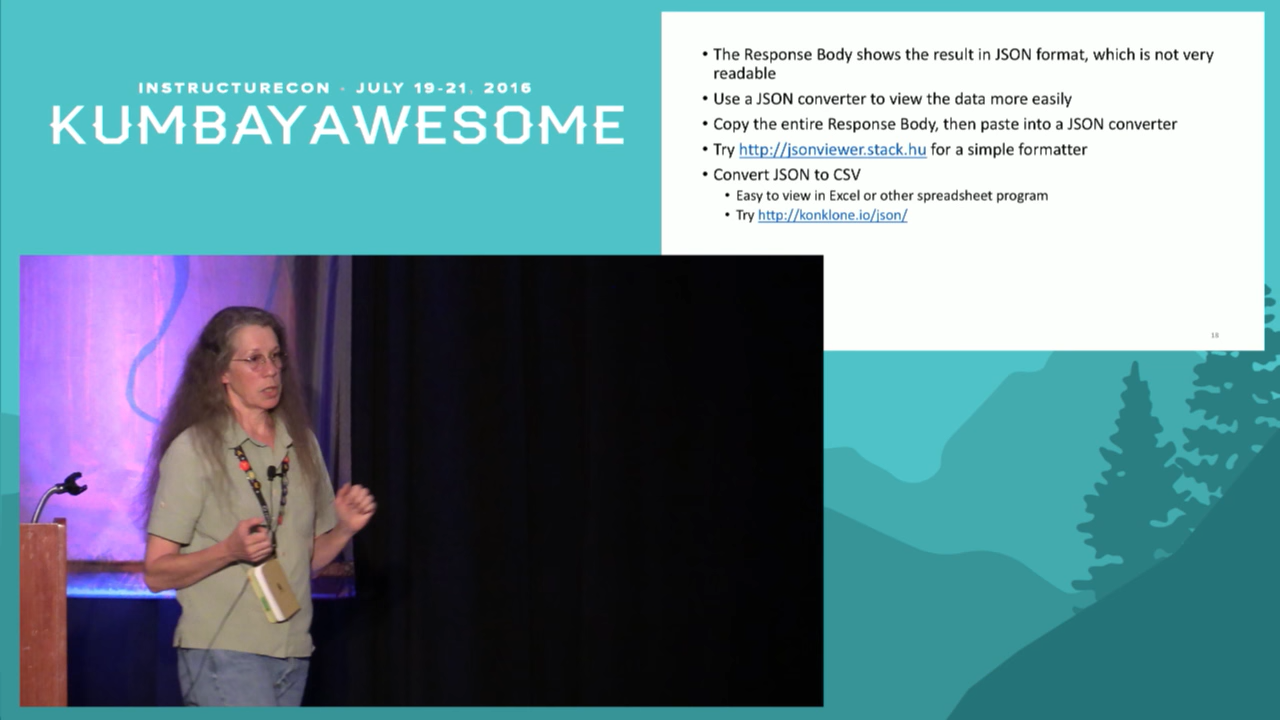 INSTRUCTURECON • JULY 19-21, 2016
KUMBAYAWESOME
• The Response Body shows the result in JSON format, which is not very
readable
• Use a JSON converter to view the data more easily
• Copy the entire Response Body, then paste into a JSON converter
• Try http://jsonviewer.stack.hu for a simple formatter
• Convert JSON to CSV
• Easy to view in Excel or other spreadsheet program
• Try http://konklone.io/json/
18